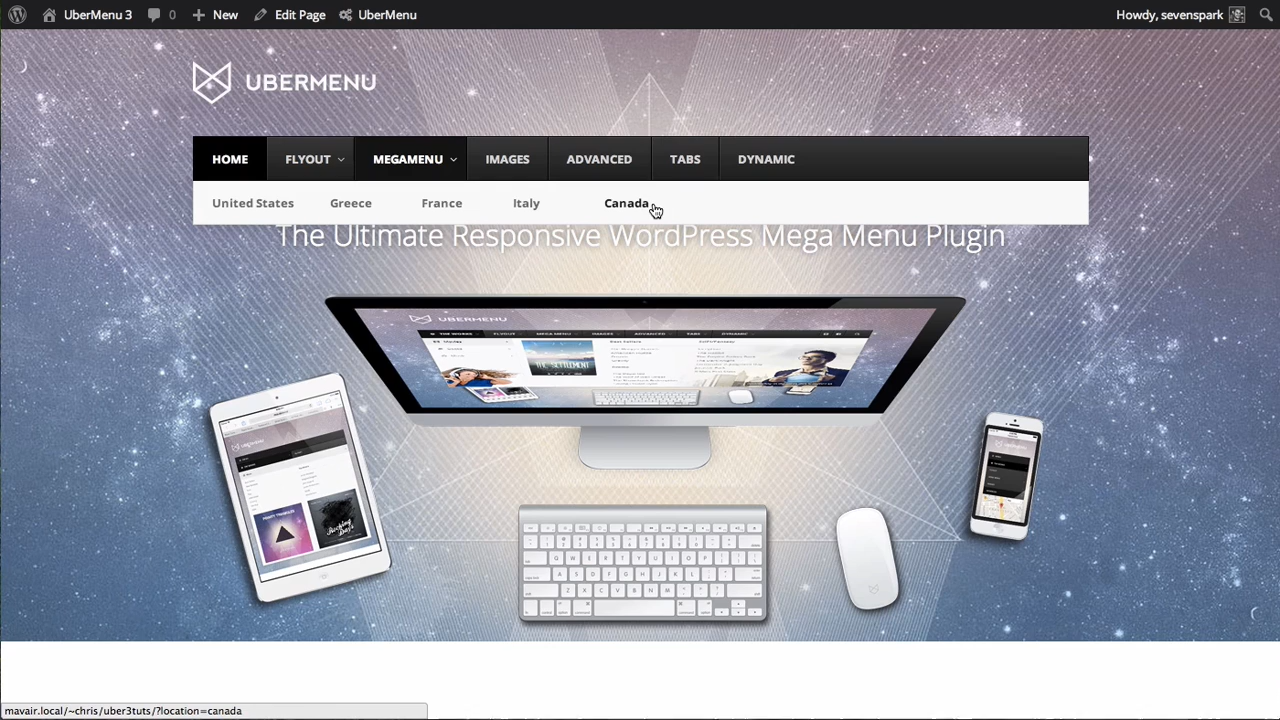 UberMenu 3 0 New Edit Page UberMenu Howdy, sevenspark
UBERMENU
HOME FLYOUT MEGAMENU IMAGES ADVANCED TABS DYNAMIC
United States Greece France Italy Canada
The Ultimate Responsive WordPress Mega Menu Plugin
mavair.local/~chris/uber3tuts/?location=canada